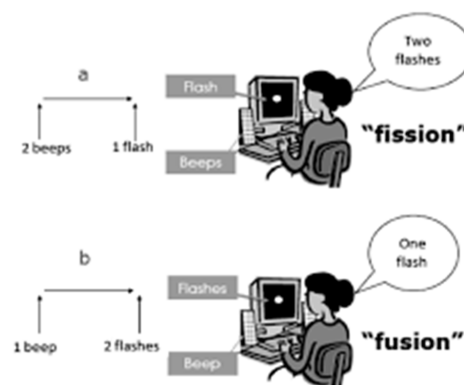 a
2 beeps
1 flash
Flash
Beeps
Two
flashes
"fission"
b
1 beep
2 flashes
Flashes
Beep
One
flash
"fusion"